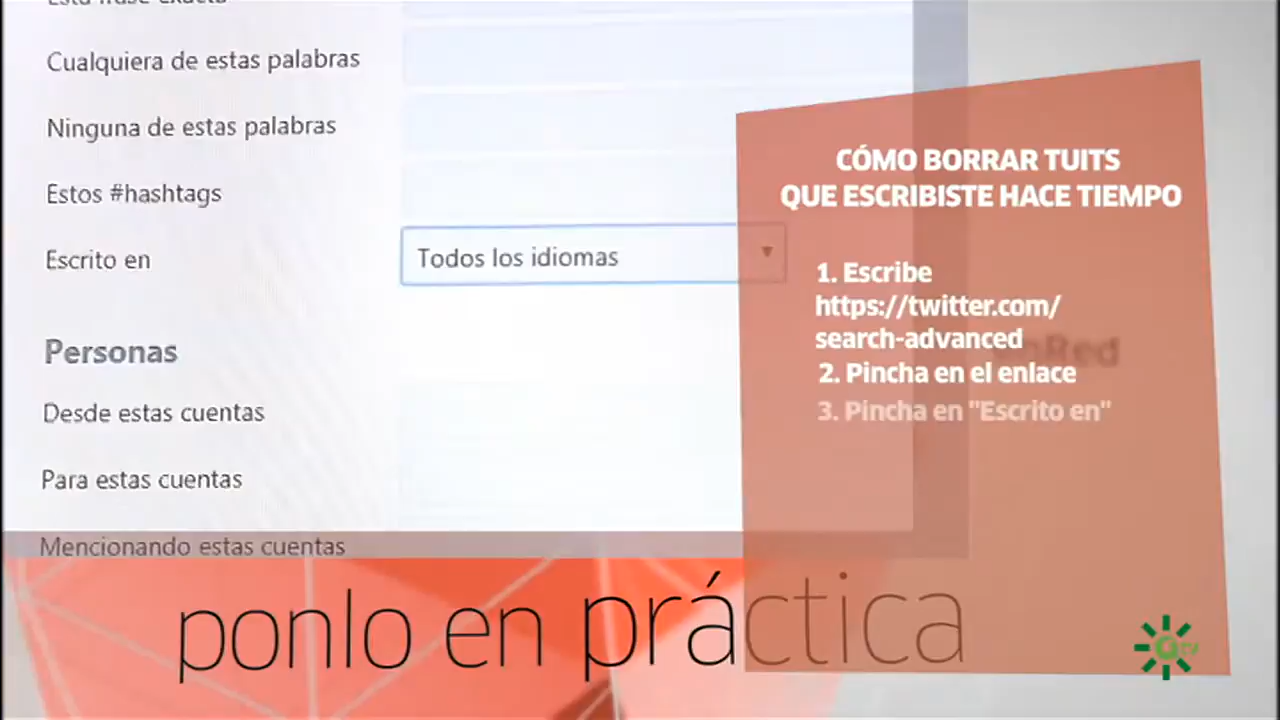 Cualquiera de estas palabras
Ninguna de estas palabras
Estos #hashtags
Escrito en
Todos los idiomas
Personas
Desde estas cuentas
Para estas cuentas
Mencionando estas cuentas
CÓMO BORRAR TUITS
QUE ESCRIBISTE HACE TIEMPO
1. Escribe
https://twitter.com/
search-advanced
2. Pincha en el enlace
3. Pincha en "Escrito en"
ponlo en práctica